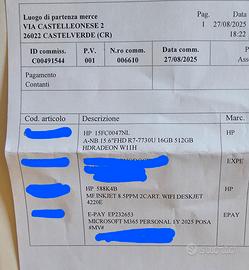 Luogo di partenza merce
VIA CASTELLEONESE 2
26022 CASTELVERDE (CR)
Pag. 1 27/08/2025
18:22
ID commiss. P.V. N.ro comm. Data comm.
C00491544 001 006610 27/08/2025
Pagamento
Contanti
Cod. articolo Descrizione Marc.
HP 15FC0047NL HP
A-NB 15.6"FHD R7-7730U 16GB 512GB
HDRADEON W11H
EXPE
HP 588K4B HP
MF INKJET 8.5PPM 2CART. WIFI DESKJET
4220E
E-PAY EP232653 EPAY
MICROSOFT M365 PERSONAL 1Y 2025 POSA
#MV#
subito